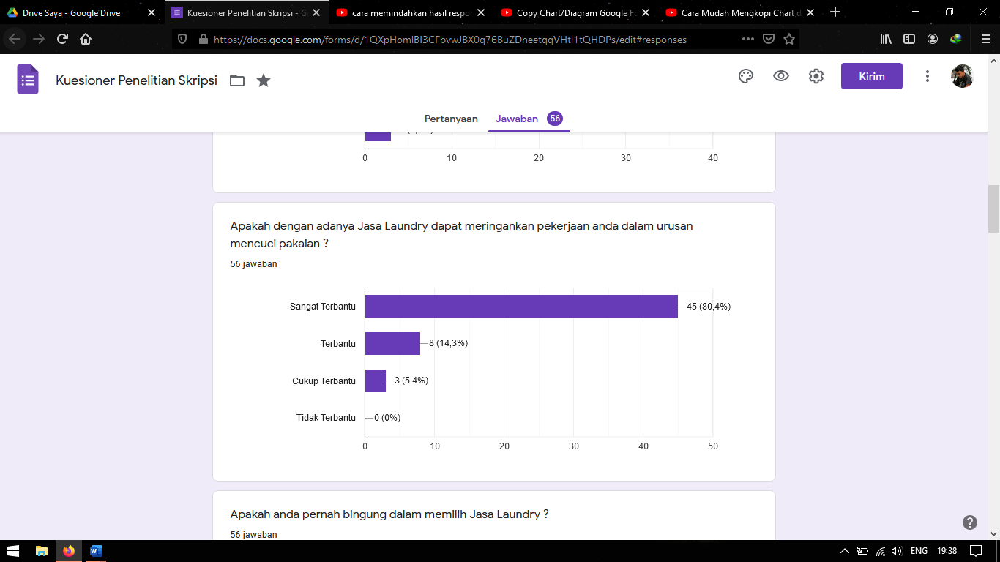 Drive Saya - Google Drive
Kuesioner Penelitian Skripsi - G
cara memindahkan hasil respo
Copy Chart/Diagram Google Fo
Cara Mudah Mengkopi Chart d
https://docs.google.com/forms/d/1QXpHomIBI3CFbvwJBX0q76BuZDneetqqVHtl1tQHDPs/edit#responses
Kuesioner Penelitian Skripsi
Kirim
Pertanyaan
Jawaban 56
0 10 20 30 40
Apakah dengan adanya Jasa Laundry dapat meringankan pekerjaan anda dalam urusan
mencuci pakaian ?
56 jawaban
Sangat Terbantu 45 (80,4%)
Terbantu 8 (14,3%)
Cukup Terbantu 3 (5,4%)
Tidak Terbantu 0 (0%)
0 10 20 30 40 50
Apakah anda pernah bingung dalam memilih Jasa Laundry ?
56 jawaban
ENG 19:38